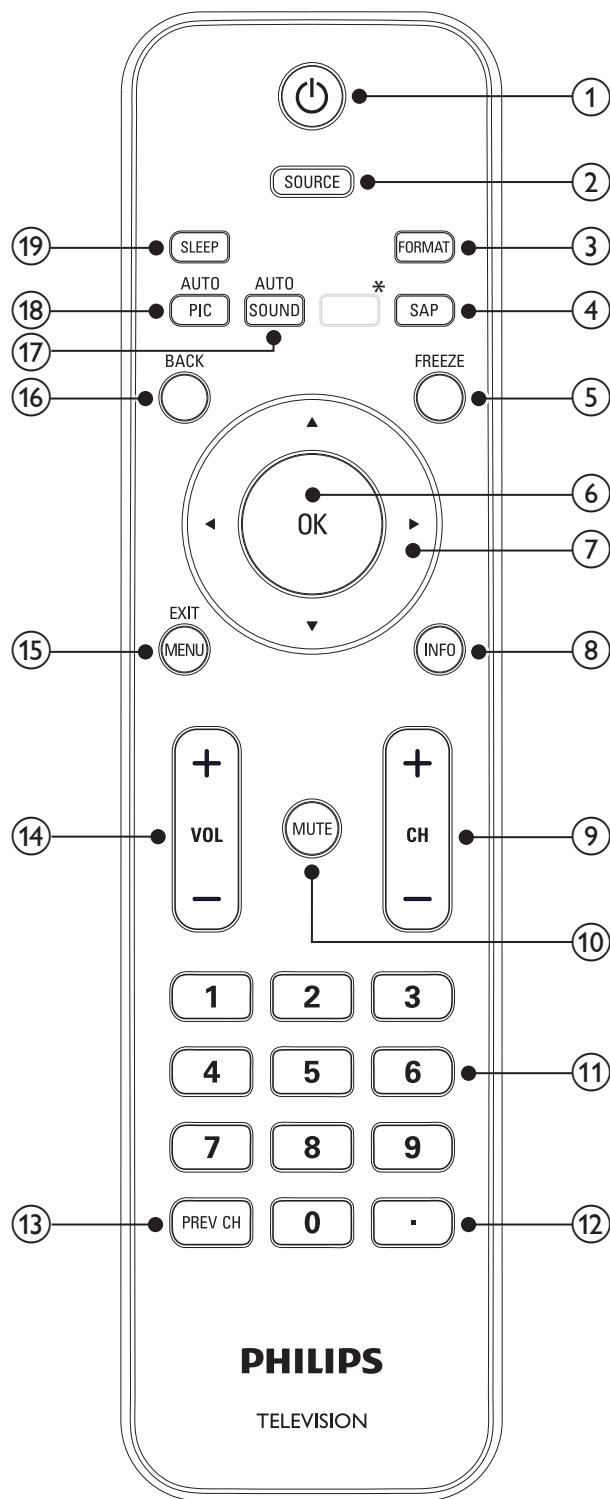 1
SOURCE
2
19
SLEEP
FORMAT
3
AUTO
AUTO
*
18
PIC
SOUND
SAP
4
17
BACK
FREEZE
16
5
6
OK
7
EXIT
15
MENU
INFO
8
+
+
14
VOL
MUTE
CH
9
−
−
10
1 2 3
4 5 6
11
7 8 9
13
PREV CH
0
.
12
PHILIPS
TELEVISION